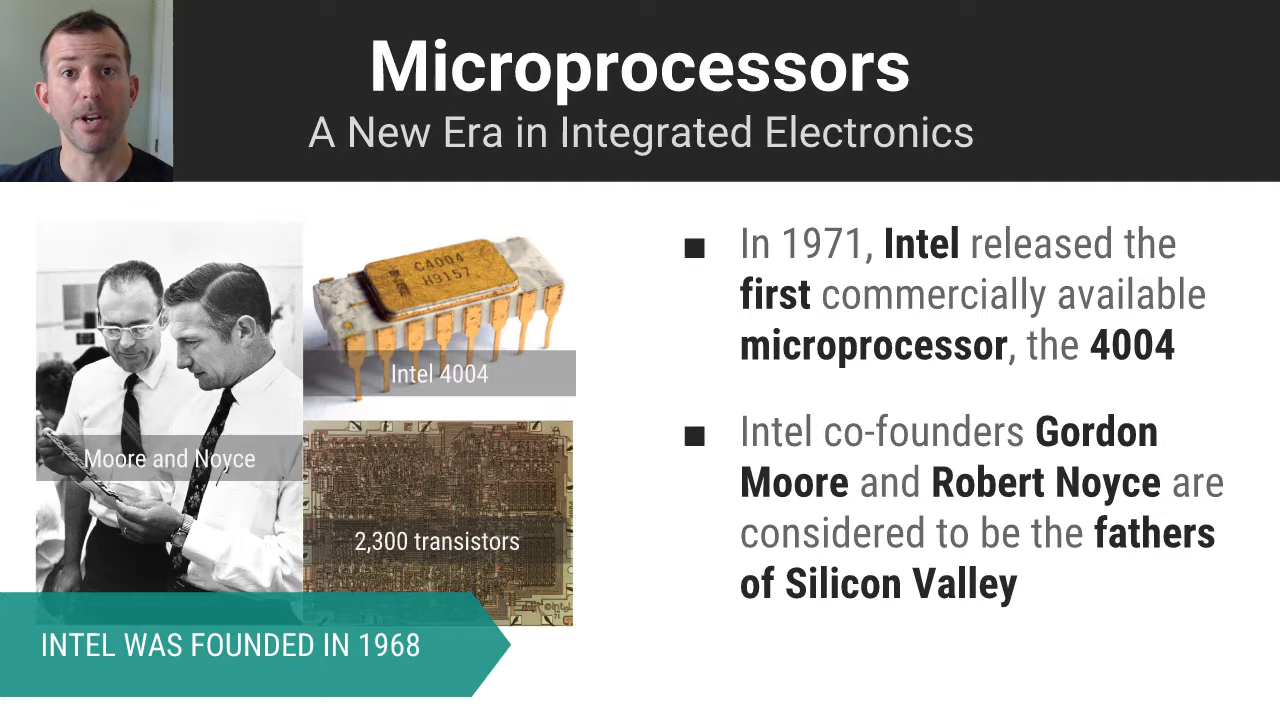 Microprocessors
A New Era in Integrated Electronics
C4004
H9157
Intel 4004
Moore and Noyce
2,300 transistors
INTEL WAS FOUNDED IN 1968
■ In 1971, Intel released the
first commercially available
microprocessor, the 4004
■ Intel co-founders Gordon
Moore and Robert Noyce are
considered to be the fathers
of Silicon Valley